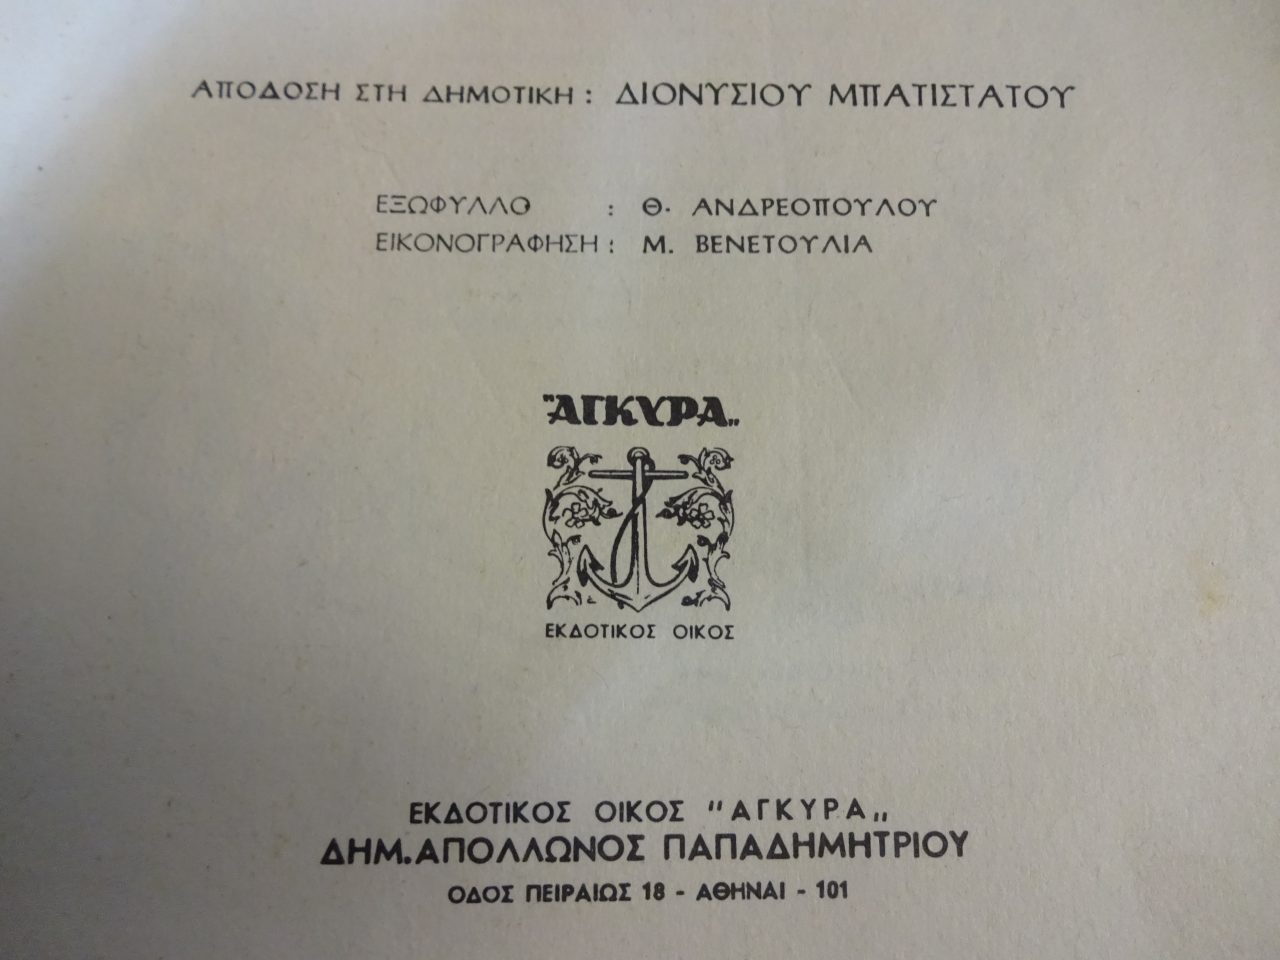 ΑΠΟΔΟΣΗ ΣΤΗ ΔΗΜΟΤΙΚΗ : ΔΙΟΝΥΣΙΟΥ ΜΠΑΤΙΣΤΑΤΟΥ
ΕΞΩΦΥΛΛΟ : Θ. ΑΝΔΡΕΟΠΟΥΛΟΥ
ΕΙΚΟΝΟΓΡΑΦΗΣΗ : Μ. ΒΕΝΕΤΟΥΛΙΑ
"ΑΓΚΥΡΑ„
ΕΚΔΟΤΙΚΟΣ ΟΙΚΟΣ
ΕΚΔΟΤΙΚΟΣ ΟΙΚΟΣ "ΑΓΚΥΡΑ„
ΔΗΜ. ΑΠΟΛΛΩΝΟΣ ΠΑΠΑΔΗΜΗΤΡΙΟΥ
ΟΔΟΣ ΠΕΙΡΑΙΩΣ 18 - ΑΘΗΝΑΙ - 101